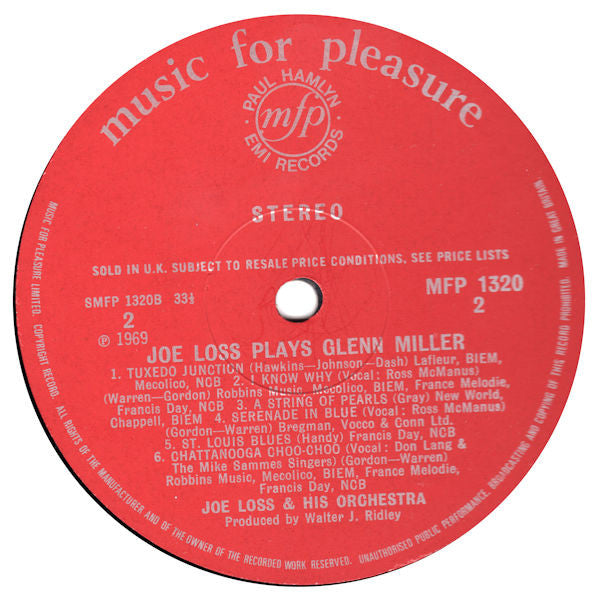 music for pleasure
PAUL HAMLYN
mfp
EMI RECORDS
STEREO
SOLD IN U.K. SUBJECT TO RESALE PRICE CONDITIONS, SEE PRICE LISTS
SMFP 1320B 33⅓
MFP 1320
2
2
℗ 1969
JOE LOSS PLAYS GLENN MILLER
1. TUXEDO JUNCTION (Hawkins—Johnson—Dash) Lafleur, BIEM,
Mecolico, NCB 2. I KNOW WHY (Vocal: Ross McManus)
(Warren—Gordon) Robbins Music, Mecolico, BIEM, France Melodie,
Francis Day, NCB 3. A STRING OF PEARLS (Gray) New World,
Chappell, BIEM 4. SERENADE IN BLUE (Vocal: Ross McManus)
(Gordon—Warren) Bregman, Vocco & Conn Ltd.
5. ST. LOUIS BLUES (Handy) Francis Day, NCB
6. CHATTANOOGA CHOO-CHOO (Vocal: Don Lang &
The Mike Sammes Singers) (Gordon—Warren)
Robbins Music, Mecolico, BIEM, France Melodie,
Francis Day, NCB
JOE LOSS & HIS ORCHESTRA
Produced by Walter J. Ridley
MUSIC FOR PLEASURE LIMITED. COPYRIGHT RECORD. ALL RIGHTS OF THE MANUFACTURER AND OF THE OWNER OF THE RECORDED WORK RESERVED. UNAUTHORISED PUBLIC PERFORMANCE, BROADCASTING AND COPYING OF THIS RECORD PROHIBITED. MADE IN GREAT BRITAIN.